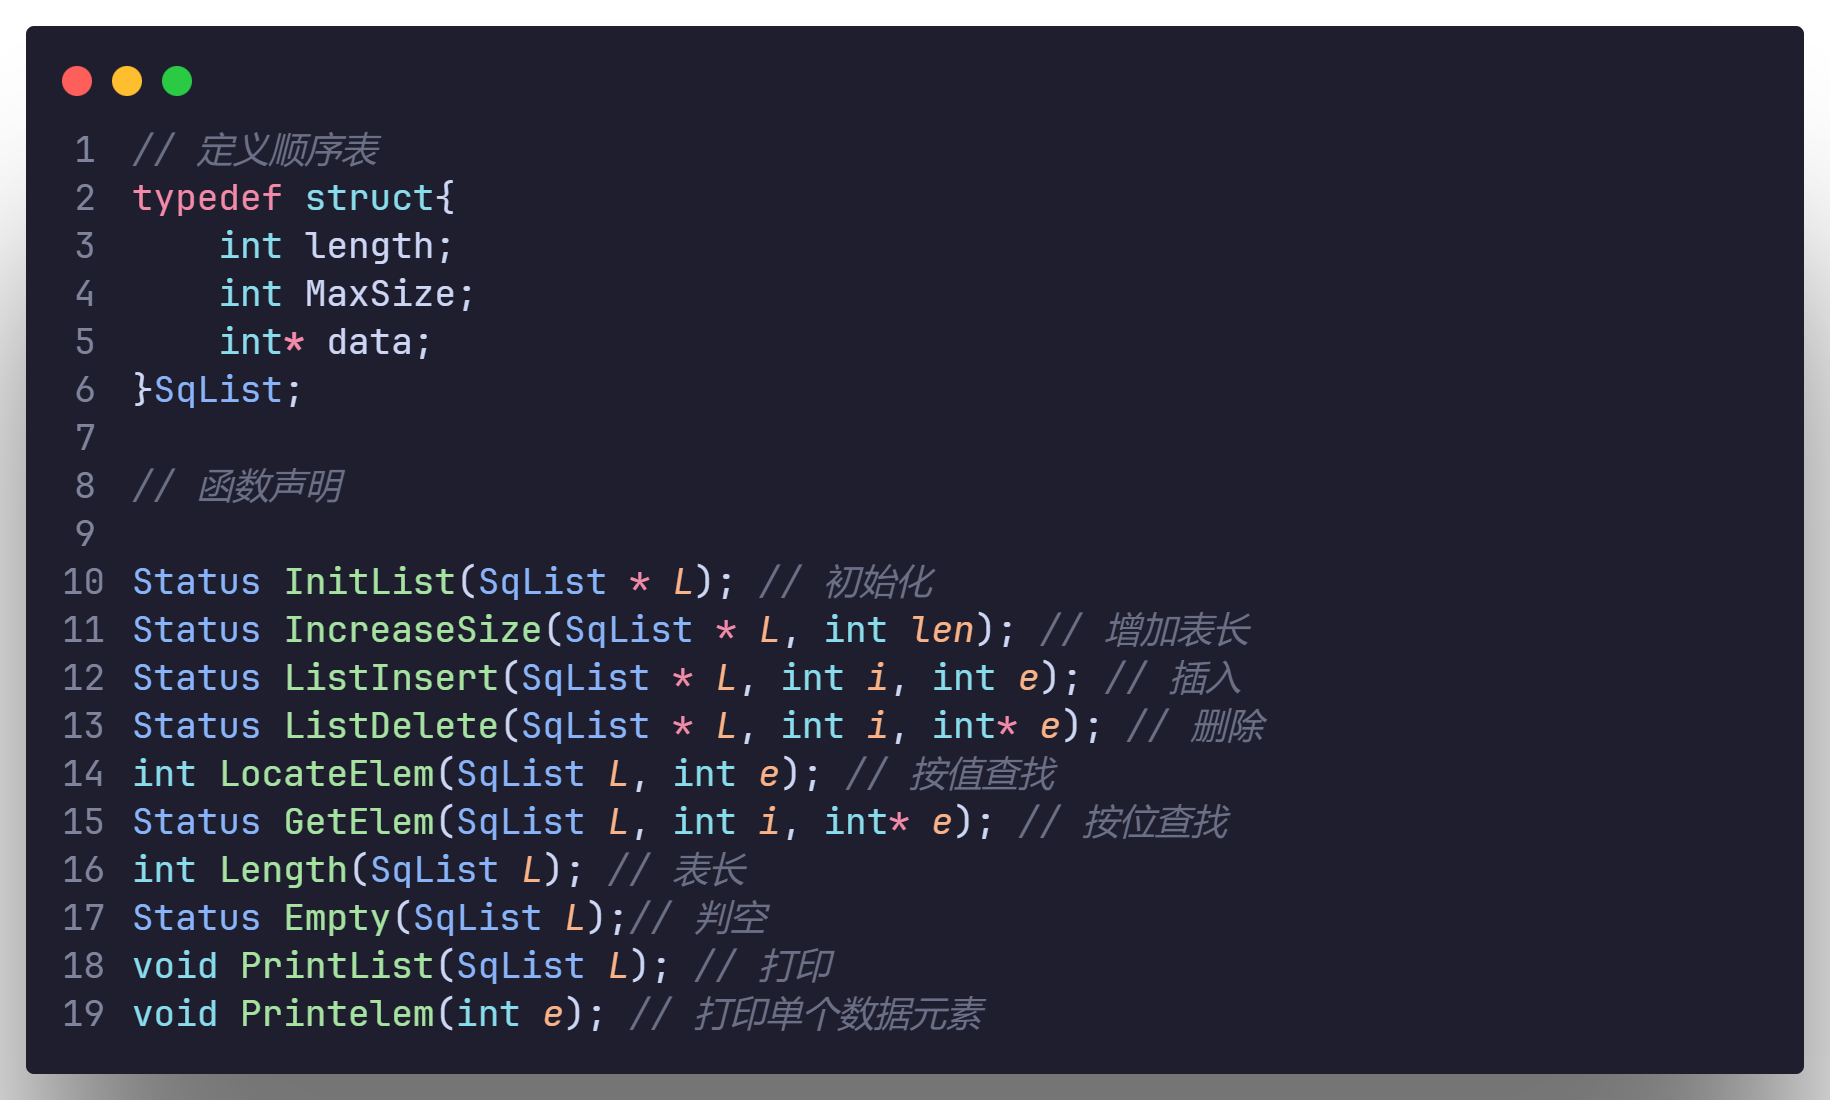 1 // 定义顺序表
2 typedef struct{
3     int length;
4     int MaxSize;
5     int* data;
6 }SqList;
7
8 // 函数声明
9
10 Status InitList(SqList * L); // 初始化
11 Status IncreaseSize(SqList * L, int len); // 增加表长
12 Status ListInsert(SqList * L, int i, int e); // 插入
13 Status ListDelete(SqList * L, int i, int* e); // 删除
14 int LocateElem(SqList L, int e); // 按值查找
15 Status GetElem(SqList L, int i, int* e); // 按位查找
16 int Length(SqList L); // 表长
17 Status Empty(SqList L);// 判空
18 void PrintList(SqList L); // 打印
19 void Printelem(int e); // 打印单个数据元素